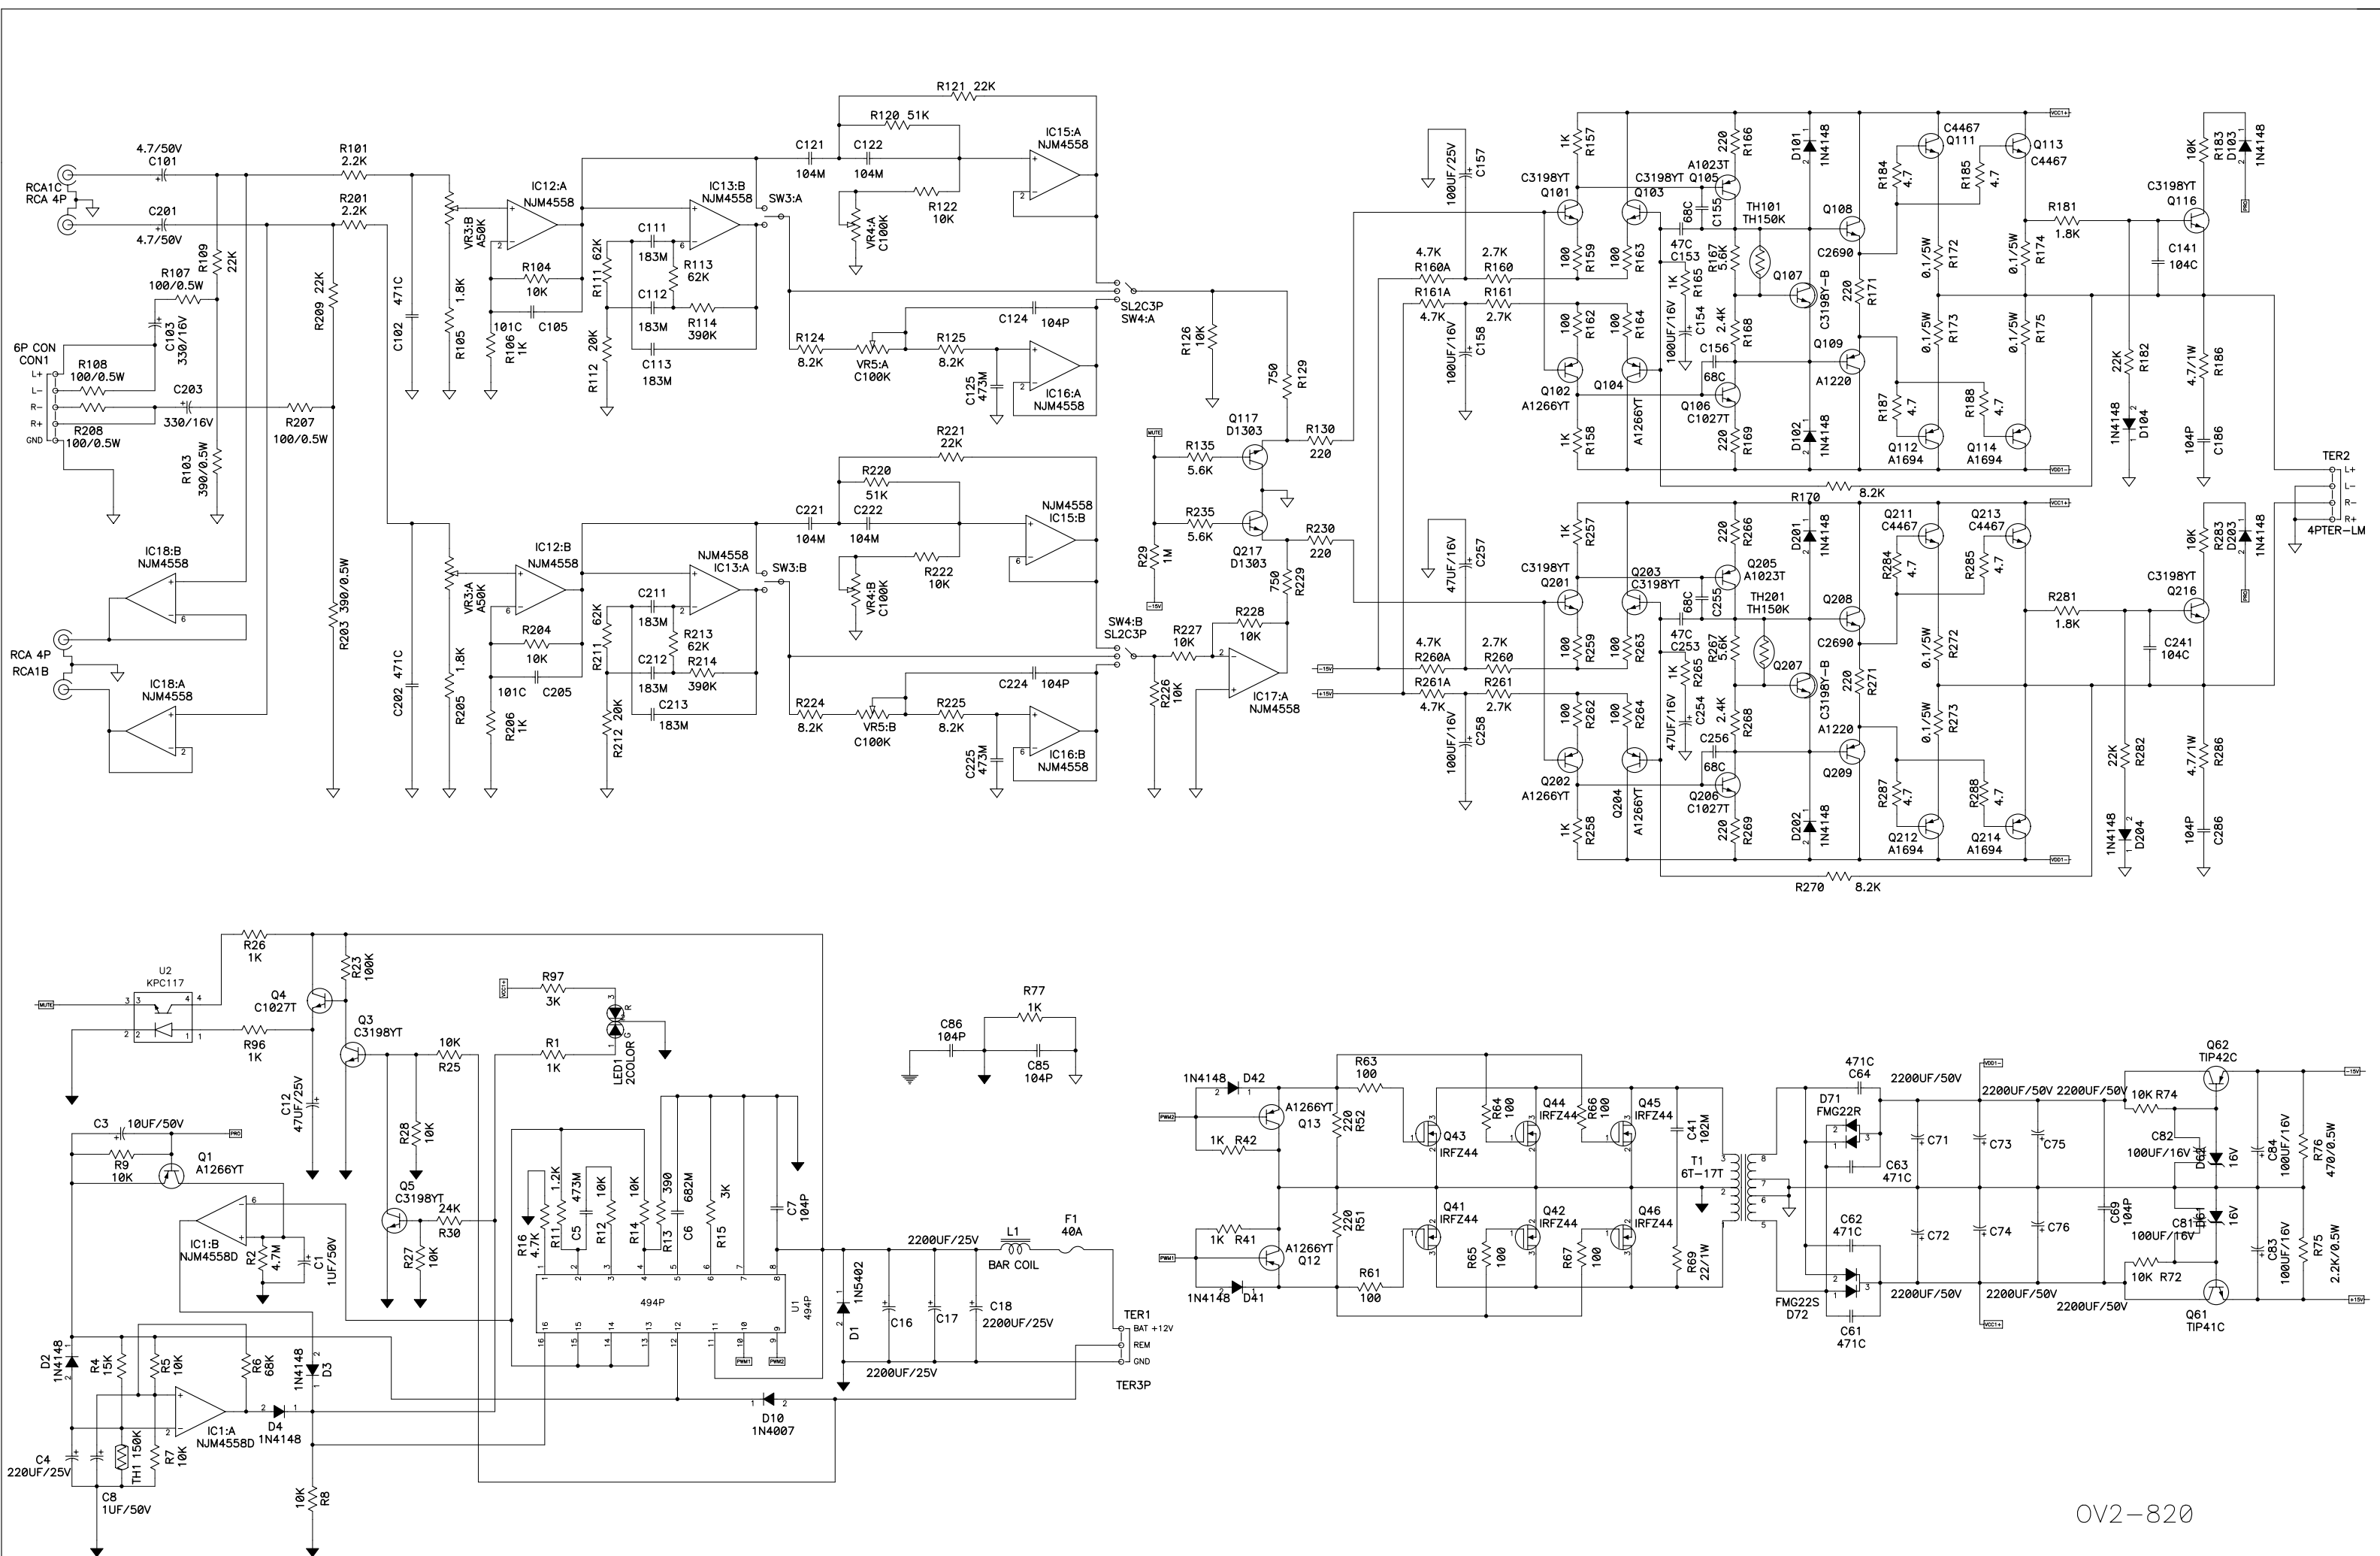 R121 22K
R120 51K
4.7/50V
C101
R101
2.2K
RCA1C
RCA 4P
C201
4.7/50V
R201
2.2K
R109
22K
R107
100/0.5W
C103
330/16V
6P CON
CON1
L+
L-
R-
R+
GND
R108
100/0.5W
R208
100/0.5W
C203
330/16V
R207
100/0.5W
R209 22K
R103
390/0.5W
R203 390/0.5W
IC18:B
NJM4558
RCA 4P
RCA1B
IC18:A
NJM4558
471C
C102
VR3:B
A50K
1.8K
R105
IC12:A
NJM4558
R104
10K
101C
C105
R106
1K
IC13:B
NJM4558
C111
183M
R111 62K
R113
62K
C112
183M
R114
390K
C113
183M
R112 20K
SW3:A
C121
104M
C122
104M
R122
10K
VR4:A
C100K
IC15:A
NJM4558
R124
8.2K
VR5:A
C100K
R125
8.2K
C124
104P
C125
473M
IC16:A
NJM4558
SL2C3P
SW4:A
R126
10K
750
R129
C202 471C
VR3:A
A50K
1.8K
R205
IC12:B
NJM4558
R204
10K
101C
C205
R206
1K
NJM4558
IC13:A
C211
183M
R211
62K
R213
62K
C212
183M
R214
390K
C213
183M
R212 20K
SW3:B
R221
22K
R220
51K
C221
104M
C222
104M
R222
10K
VR4:B
C100K
NJM4558
IC15:B
R224
8.2K
VR5:B
C100K
R225
8.2K
C224
104P
C225
473M
IC16:B
NJM4558
SW4:B
SL2C3P
R226
10K
R227
10K
R228
10K
IC17:A
NJM4558
MUTE
R135
5.6K
Q117
D1303
R130
220
R235
5.6K
Q217
D1303
R230
220
R29
1M
-15V
750
R229
-15V
+15V
100UF/25V
C157
4.7K
R160A
2.7K
R160
R161A
4.7K
R161
2.7K
100UF/16V
C158
1K
R157
C3198YT
Q101
C3198YT
Q103
100
R159
100
R163
100
R162
100
R164
Q102
A1266YT
Q104
A1266YT
1K
R158
220
R166
A1023T
Q105
68C
C155
47C
C153
1K
R165
100UF/16V
C154
R167
5.6K
2.4K
R168
C156
68C
Q106
C1027T
220
R169
TH101
TH150K
Q107
C3198Y-B
D101
1N4148
D102
1N4148
Q108
C2690
220
R171
Q109
A1220
R184
4.7
R185
4.7
C4467
Q111
Q113
C4467
0.1/5W
R172
0.1/5W
R174
0.1/5W
R173
0.1/5W
R175
R187
4.7
R188
4.7
Q112
A1694
Q114
A1694
VCC1+
VDD1-
R170
8.2K
R181
1.8K
C141
104C
C3198YT
Q116
10K
R183
D103
1N4148
PRO
22K
R182
1N4148
D104
4.7/1W
R186
104P
C186
TER2
L+
L-
R-
R+
4PTER-LM
47UF/16V
C257
4.7K
R260A
2.7K
R260
R261A
4.7K
R261
2.7K
100UF/16V
C258
1K
R257
C3198YT
Q201
Q203
C3198YT
100
R259
100
R263
100
R262
100
R264
Q202
A1266YT
Q204
A1266YT
1K
R258
220
R266
Q205
A1023T
68C
C255
47C
C253
1K
R265
47UF/16V
C254
R267
5.6K
2.4K
R268
C256
68C
Q206
C1027T
220
R269
TH201
TH150K
Q207
C3198Y-B
D201
1N4148
D202
1N4148
Q208
C2690
220
R271
A1220
Q209
R284
4.7
R285
4.7
Q211
C4467
Q213
C4467
0.1/5W
R272
0.1/5W
R273
R287
4.7
R288
4.7
Q212
A1694
Q214
A1694
VCC1+
VDD1-
R270
8.2K
R281
1.8K
C241
104C
C3198YT
Q216
10K
R283
D203
1N4148
PRO
22K
R282
1N4148
D204
4.7/1W
R286
104P
C286
R26
1K
U2
KPC117
MUTE
R96
1K
Q4
C1027T
R23
100K
Q3
C3198YT
10K
R25
C12
47UF/25V
VCC1+
R97
3K
R1
1K
LED1
2COLOR
R
G
C3
10UF/50V
PRO
R9
10K
Q1
A1266YT
R28
10K
Q5
C3198YT
24K
R30
R27
10K
IC1:B
NJM4558D
R2
4.7M
C1
1UF/50V
D2
1N4148
R4
15K
R5
10K
R6
68K
1N4148
D3
IC1:A
NJM4558D
D4
1N4148
C4
220UF/25V
C8
1UF/50V
TH1 150K
R7
10K
10K
R8
R16
4.7K
R11
1.2K
C5
473M
R12
10K
R14
10K
R13
390
C6
682M
R15
3K
C7
104P
494P
U1
494P
PWM1
PWM2
D10
1N4007
D1
1N5402
2200UF/25V
C16
C17
C18
2200UF/25V
2200UF/25V
L1
BAR COIL
F1
40A
TER1
BAT +12V
REM
GND
TER3P
C86
104P
R77
1K
C85
104P
1N4148
D42
PWM2
A1266YT
Q13
1K R42
220
R52
R63
100
PWM1
1K R41
A1266YT
Q12
220
R51
1N4148 D41
R61
100
Q43
IRFZ44
R64
100
Q44
IRFZ44
R66
100
Q45
IRFZ44
Q41
IRFZ44
R65
100
Q42
IRFZ44
R67
100
Q46
IRFZ44
C41
102M
R69
22/1W
T1
6T-17T
471C
C64
D71
FMG22R
C63
471C
C62
471C
FMG22S
D72
C61
471C
2200UF/50V
C71
2200UF/50V
C72
VDD1-
2200UF/50V
C73
C74
2200UF/50V
VCC1+
2200UF/50V
C75
C76
2200UF/50V
C69
104P
10K R74
C82
100UF/16V
D62
16V
C81
D61
100UF/16V
16V
10K R72
Q62
TIP42C
Q61
TIP41C
C84
100UF/16V
R76
470/0.5W
C83
100UF/16V
R75
2.2K/0.5W
-15V
+15V
OV2-820